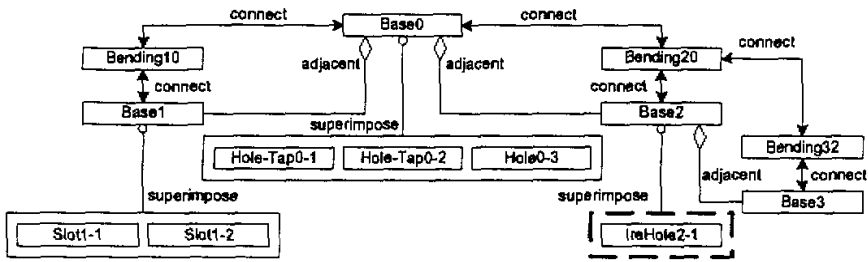 connect
Base0
connect
Bending10
adjacent
adjacent
Bending20
connect
connect
connect
Base1
Base2
superimpose
Bending32
Hole-Tap0-1
Hole-Tap0-2
Hole0-3
adjacent
connect
superimpose
superimpose
Base3
Slot1-1
Slot1-2
IreHole2-1